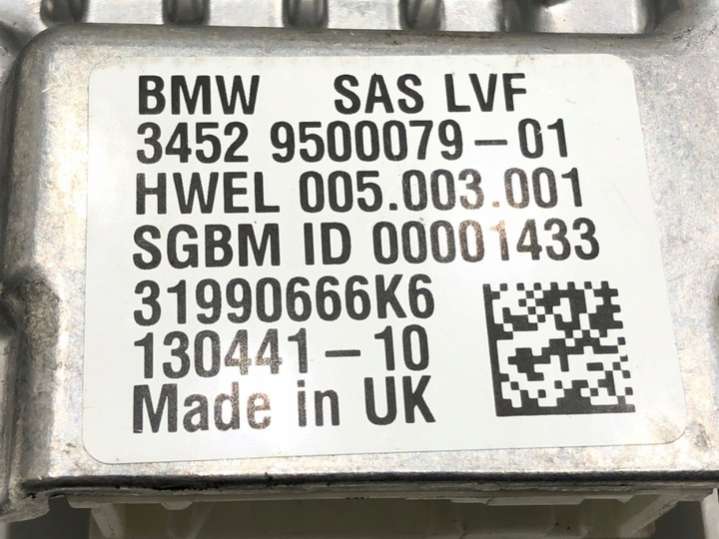 BMW SAS LVF
3452 9500079-01
HWEL 005.003.001
SGBM ID 00001433
31990666K6
130441-10
Made in UK